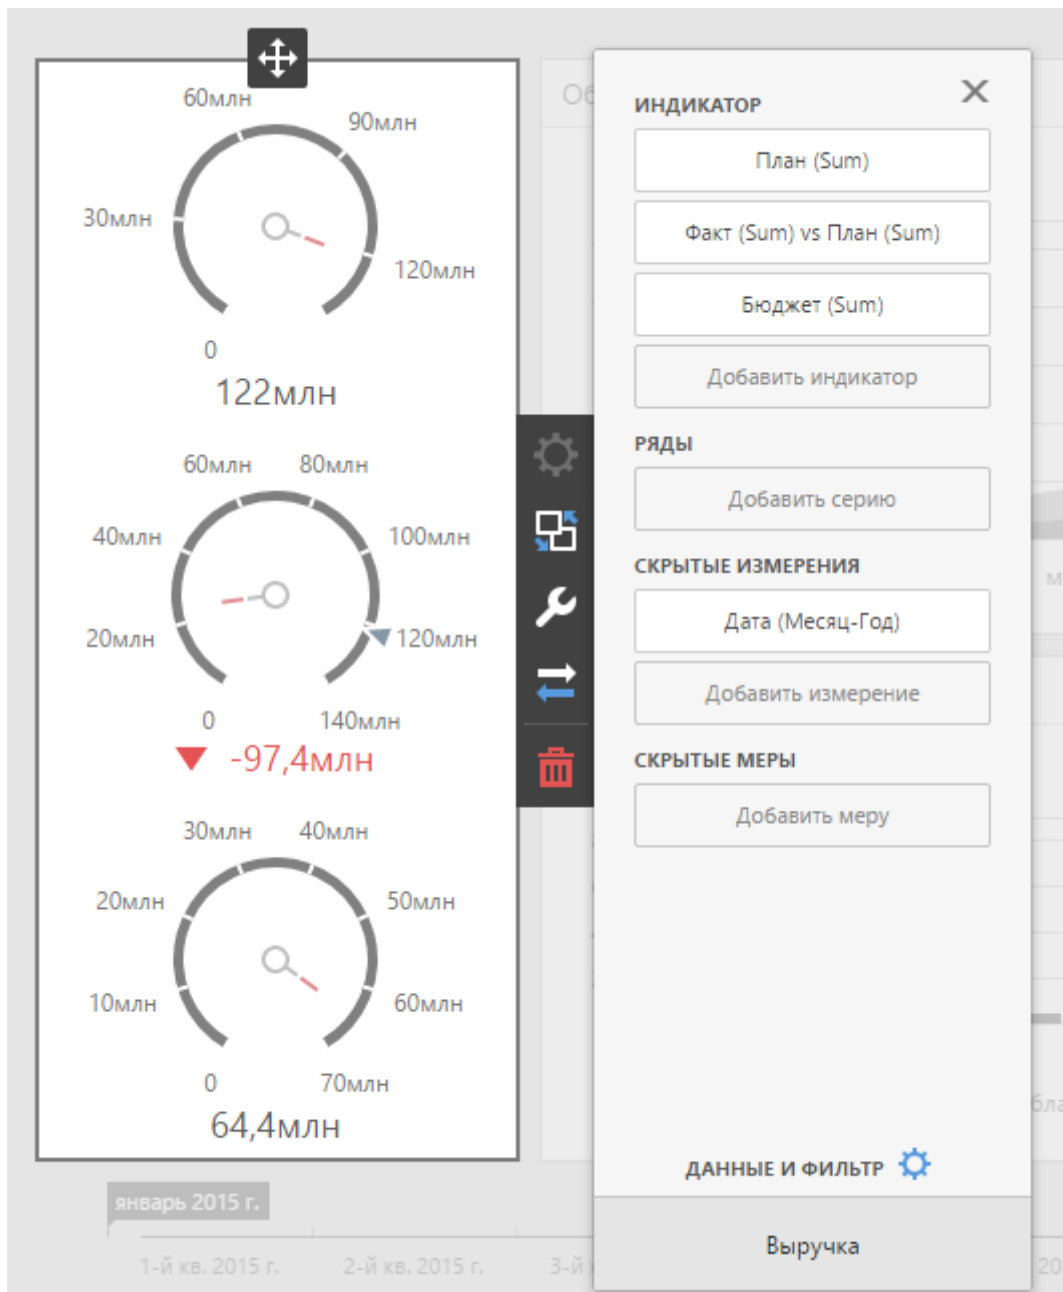 60млн
90млн
30млн
120млн
0
122млн
60млн
80млн
40млн
100млн
20млн
120млн
0
140млн
-97,4млн
30млн
40млн
20млн
50млн
10млн
60млн
0
70млн
64,4млн
январь 2015 г.
1-й кв. 2015 г.
2-й кв. 2015 г.
3-й
Об
ИНДИКАТОР
План (Sum)
Факт (Sum) vs План (Sum)
Бюджет (Sum)
Добавить индикатор
РЯДЫ
Добавить серию
СКРЫТЫЕ ИЗМЕРЕНИЯ
Дата (Месяц-Год)
Добавить измерение
СКРЫТЫЕ МЕРЫ
Добавить меру
ДАННЫЕ И ФИЛЬТР
Выручка
20